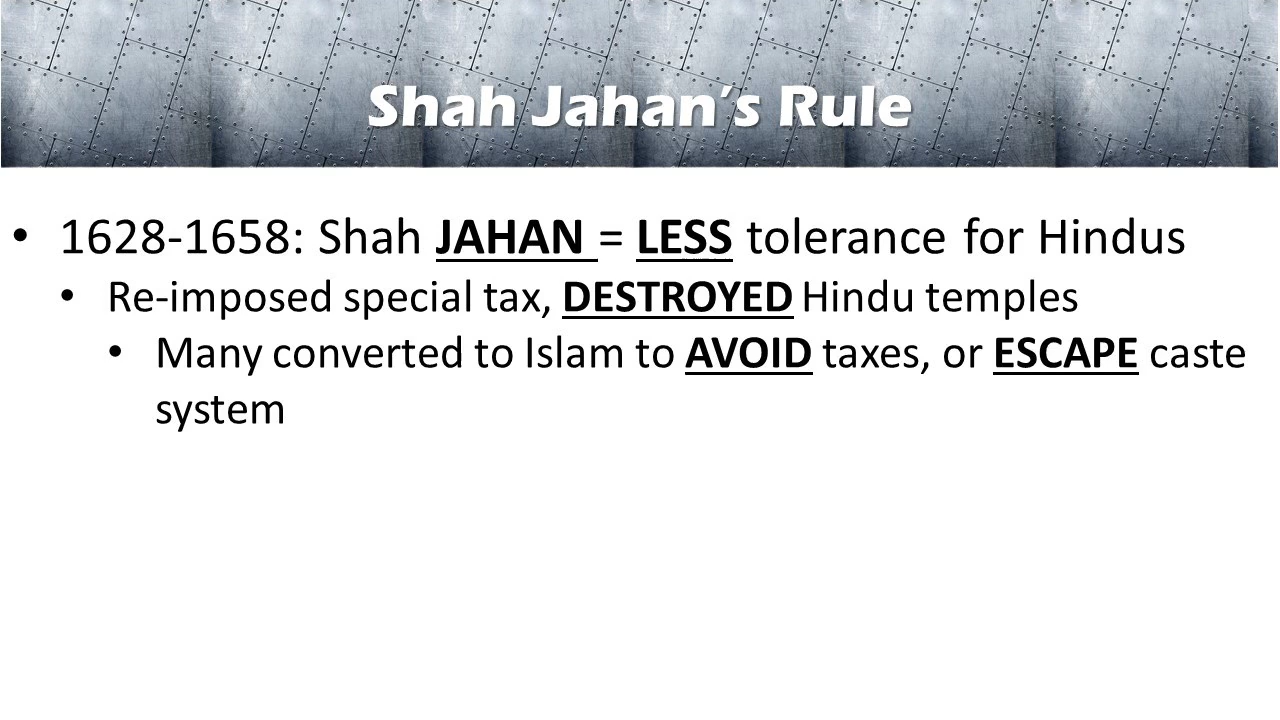 Shah Jahan’s Rule
• 1628-1658: Shah JAHAN = LESS tolerance for Hindus
• Re-imposed special tax, DESTROYED Hindu temples
• Many converted to Islam to AVOID taxes, or ESCAPE caste
system